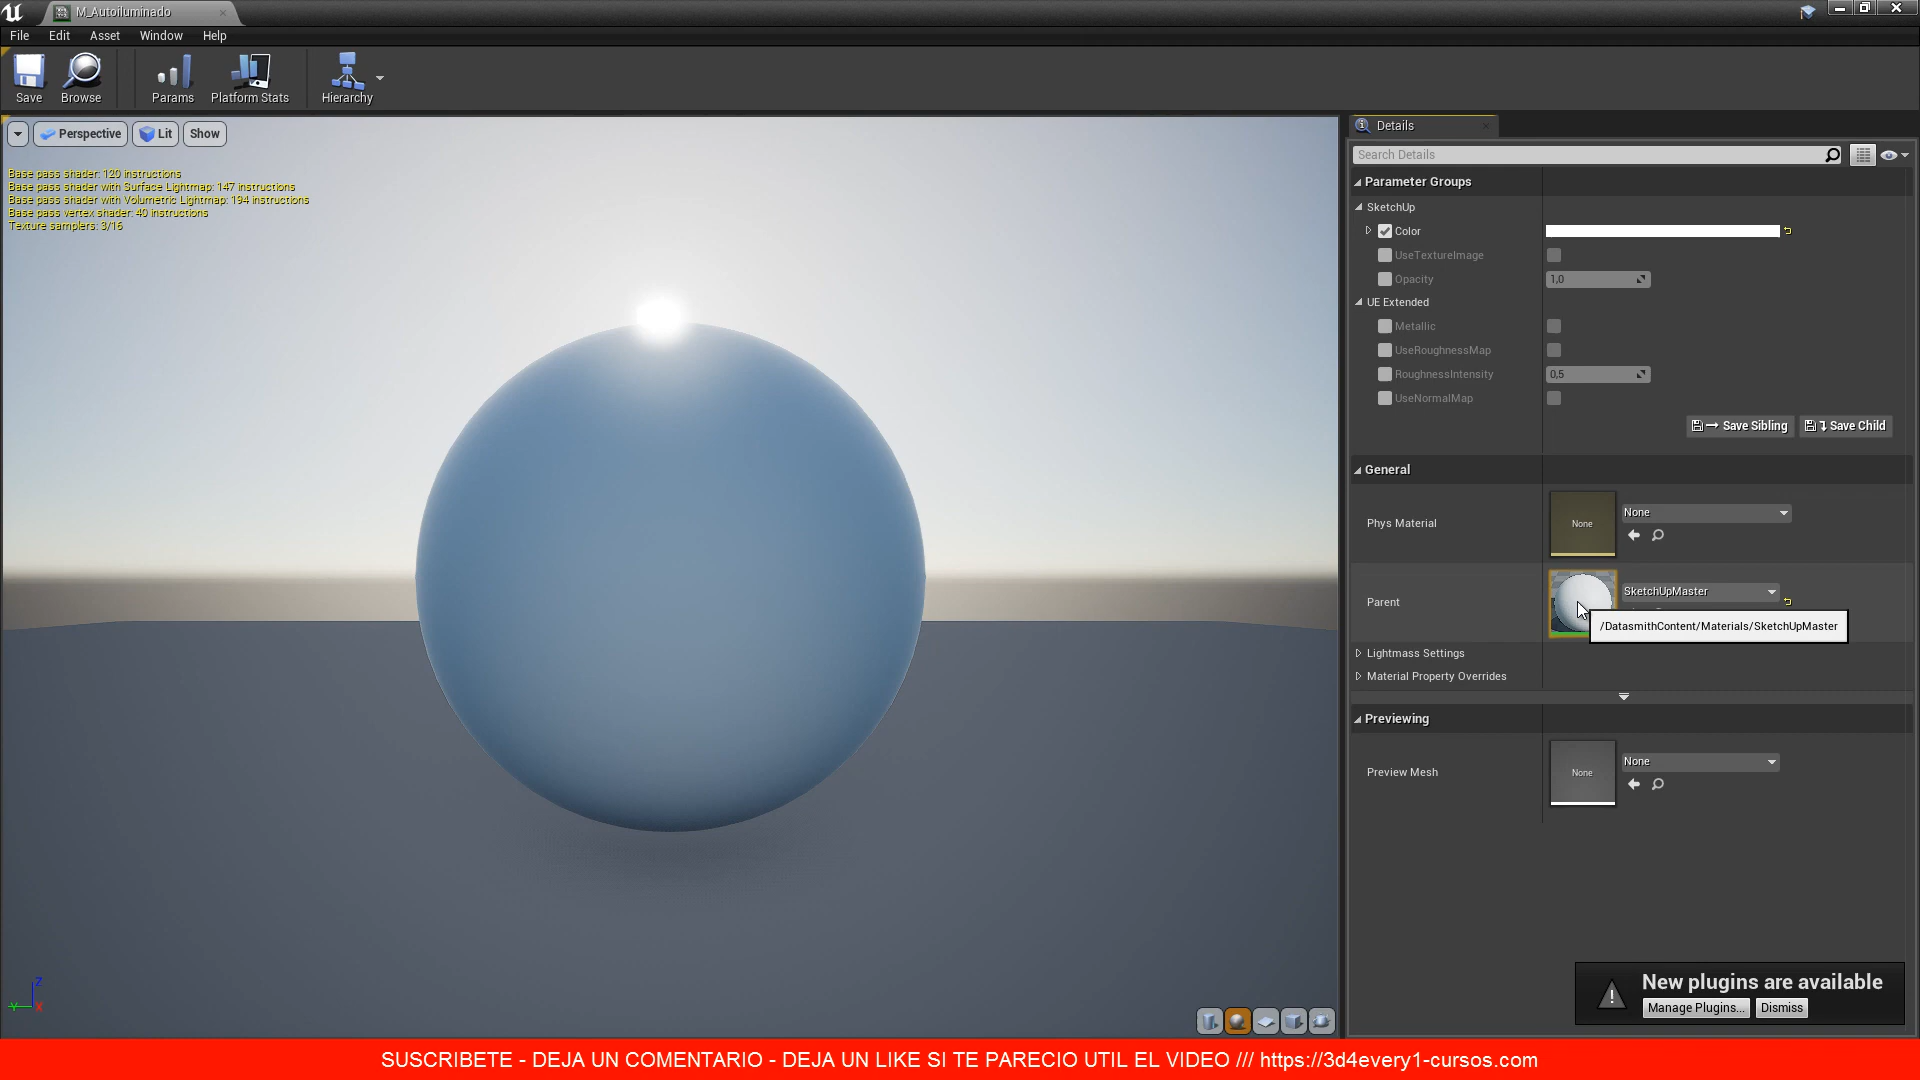 M_Autoiluminado
File Edit Asset Window Help
Save Browse Params Platform Stats Hierarchy
Perspective Lit Show
Base pass shader: 120 instructions
Base pass shader with Surface Lightmap: 147 instructions
Base pass shader with Volumetric Lightmap: 194 instructions
Base pass vertex shader: 40 instructions
Texture samplers: 3/16
Z
Y
X
Details
Search Details
Parameter Groups
SketchUp
Color
UseTextureImage
Opacity 1,0
UE Extended
Metallic
UseRoughnessMap
RoughnessIntensity 0,5
UseNormalMap
Save Sibling Save Child
General
Phys Material None None
Parent SketchUpMaster
/DatasmithContent/Materials/SketchUpMaster
Lightmass Settings
Material Property Overrides
Previewing
Preview Mesh None None
New plugins are available
Manage Plugins... Dismiss
SUSCRIBETE - DEJA UN COMENTARIO - DEJA UN LIKE SI TE PARECIO UTIL EL VIDEO /// https://3d4every1-cursos.com